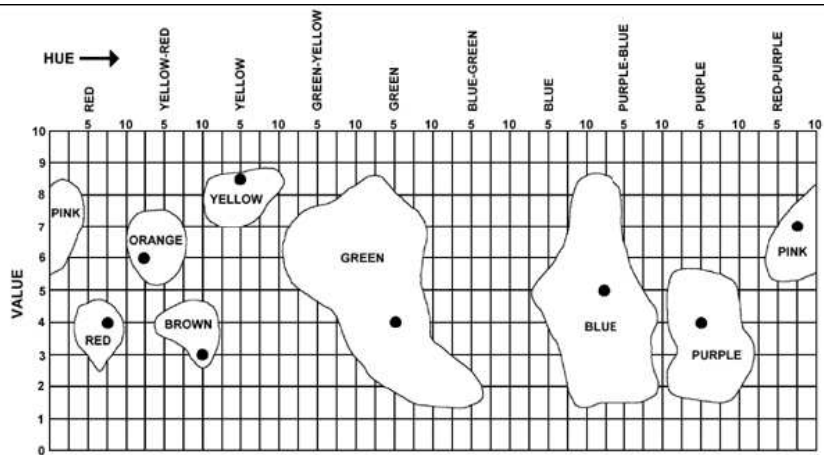 HUE
RED
YELLOW-RED
YELLOW
GREEN-YELLOW
GREEN
BLUE-GREEN
BLUE
PURPLE-BLUE
PURPLE
RED-PURPLE
5 10 5 10 5 10 5 10 5 10 5 10 5 10 5 10 5 10 5 10
VALUE
10
9
8
7
6
5
4
3
2
1
0
PINK
YELLOW
ORANGE
GREEN
PINK
RED
BROWN
BLUE
PURPLE